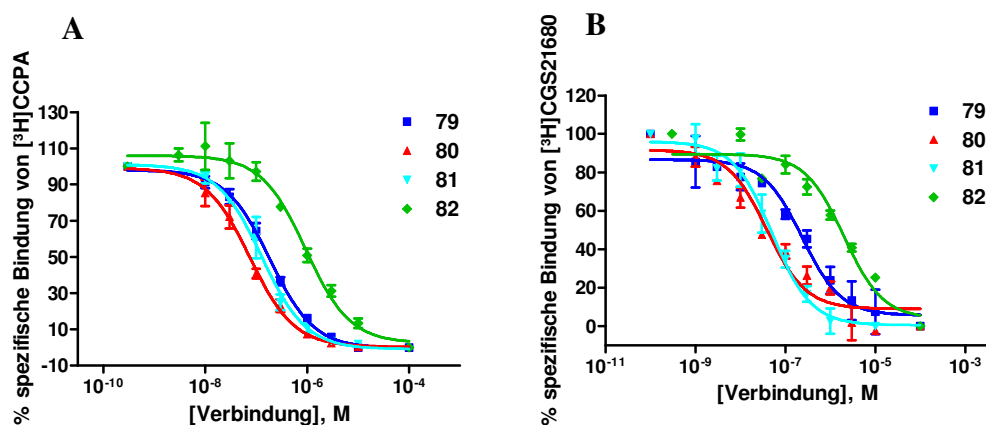 A
% spezifische Bindung von [³H]CCPA
130
110
90
70
50
30
10
-10
10⁻¹⁰ 10⁻⁸ 10⁻⁶ 10⁻⁴
[Verbindung], M
79
80
81
82
B
% spezifische Bindung von [³H]CGS21680
120
100
80
60
40
20
0
10⁻¹¹ 10⁻⁹ 10⁻⁷ 10⁻⁵ 10⁻³
[Verbindung], M
79
80
81
82